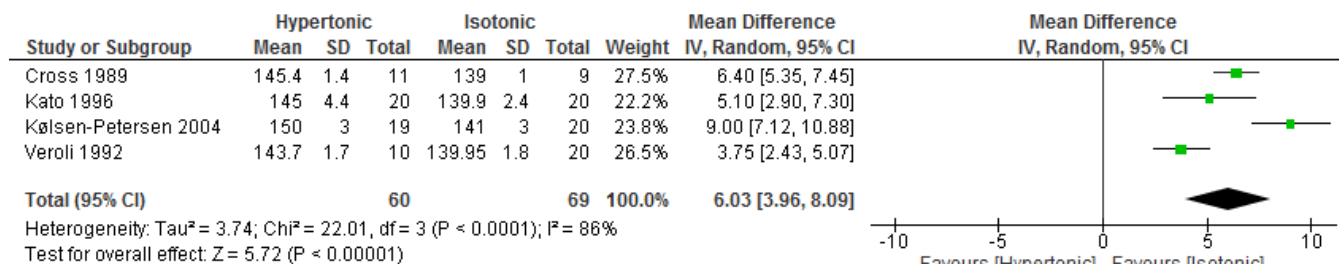 Hypertonic Isotonic Mean Difference Mean Difference
Study or Subgroup Mean SD Total Mean SD Total Weight IV, Random, 95% CI IV, Random, 95% CI
Cross 1989 145.4 1.4 11 139 1 9 27.5% 6.40 [5.35, 7.45]
Kato 1996 145 4.4 20 139.9 2.4 20 22.2% 5.10 [2.90, 7.30]
Kølsen-Petersen 2004 150 3 19 141 3 20 23.8% 9.00 [7.12, 10.88]
Veroli 1992 143.7 1.7 10 139.95 1.8 20 26.5% 3.75 [2.43, 5.07]
Total (95% CI) 60 69 100.0% 6.03 [3.96, 8.09]
Heterogeneity: Tau² = 3.74; Chi² = 22.01, df = 3 (P < 0.0001); I² = 86%
Test for overall effect: Z = 5.72 (P < 0.00001)
-10 -5 0 5 10
Favours [Hypertonic] Favours [Isotonic]